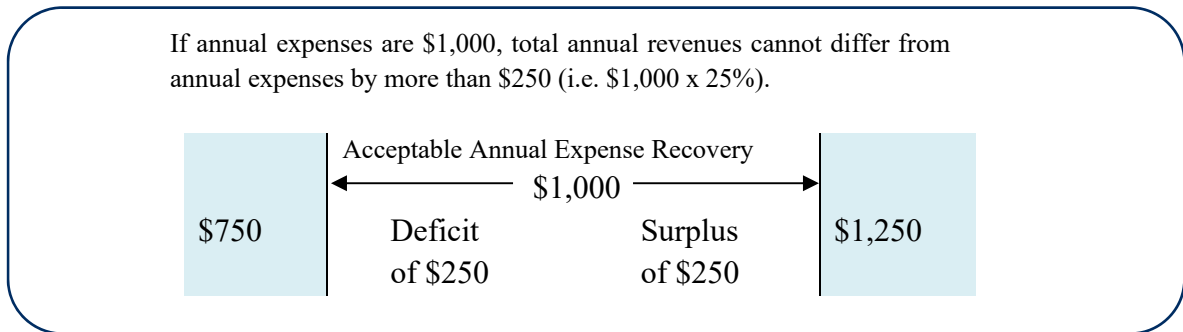 If annual expenses are $1,000, total annual revenues cannot differ from
annual expenses by more than $250 (i.e. $1,000 x 25%).
Acceptable Annual Expense Recovery
$1,000
$750 Deficit Surplus $1,250
of $250 of $250